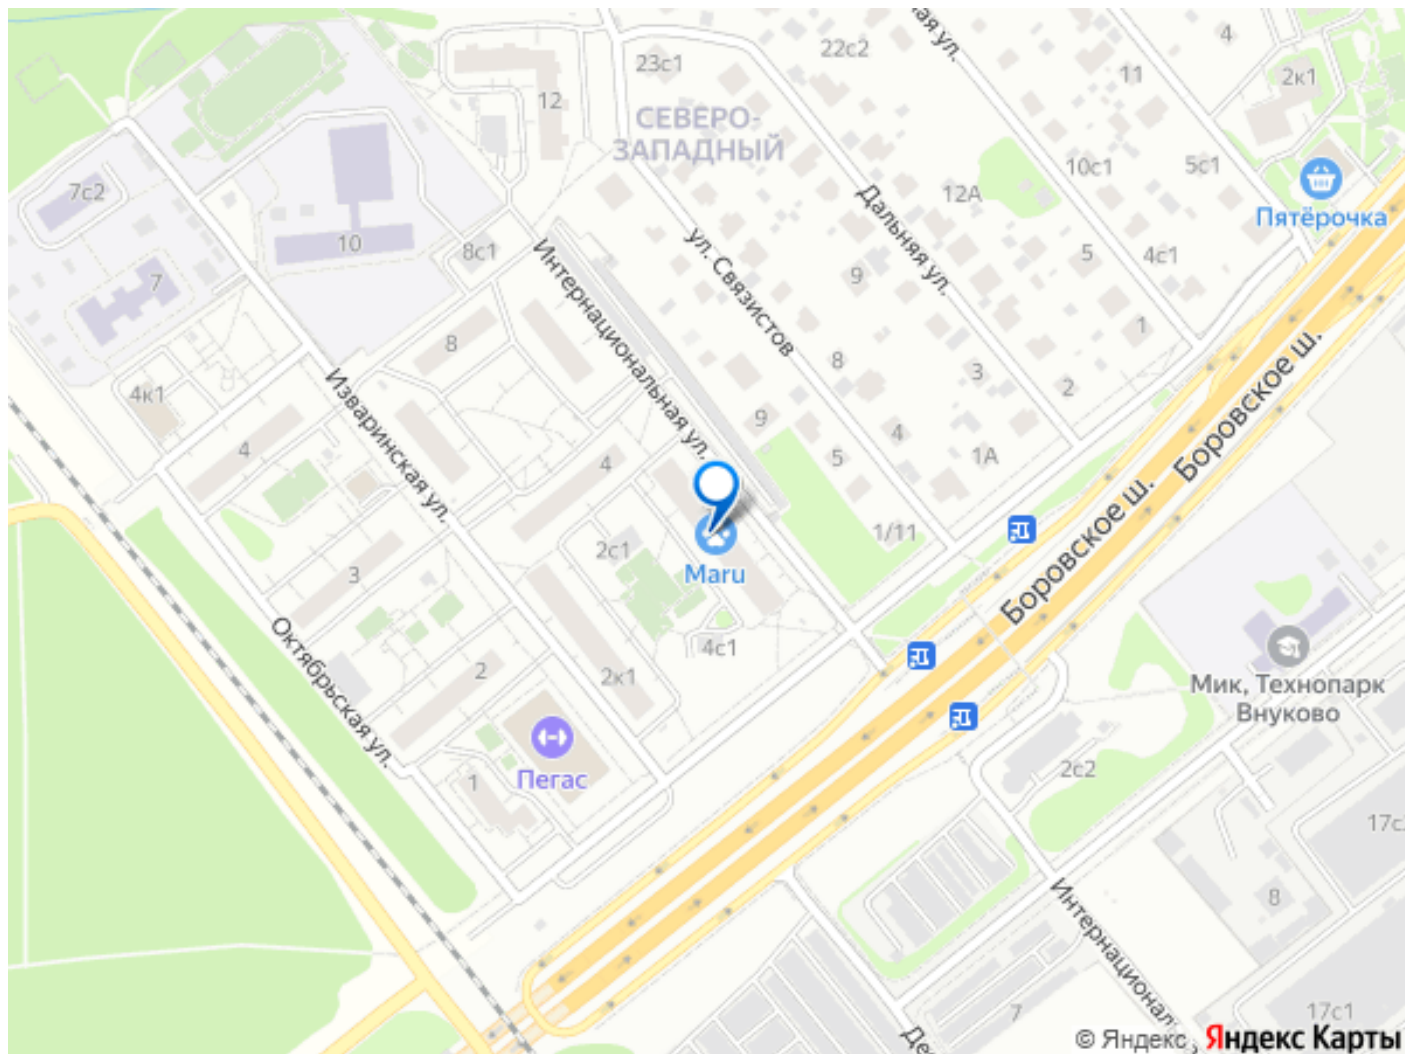 ая ул.
4
22с2
23с1
11
2к1
12
СЕВЕРО-
ЗАПАДНЫЙ
10с1
5с1
7с2
12А
Дальняя ул.
Пятёрочка
10
8с1
ул. Связистов
9
5
4с1
7
Интернациональная ул.
1
8
8
3
2
Боровское ш.
4к1
Изваринская ул.
9
4
4
5
1А
4
1/11
2с1
3
Maru
Боровское ш.
Октябрьская ул.
4с1
2
2к1
Мик, Технопарк
Внуково
Пегас
1
2с2
17с
8
Интернационал
7
17с1
Дес
© Яндекс
Яндекс Карты